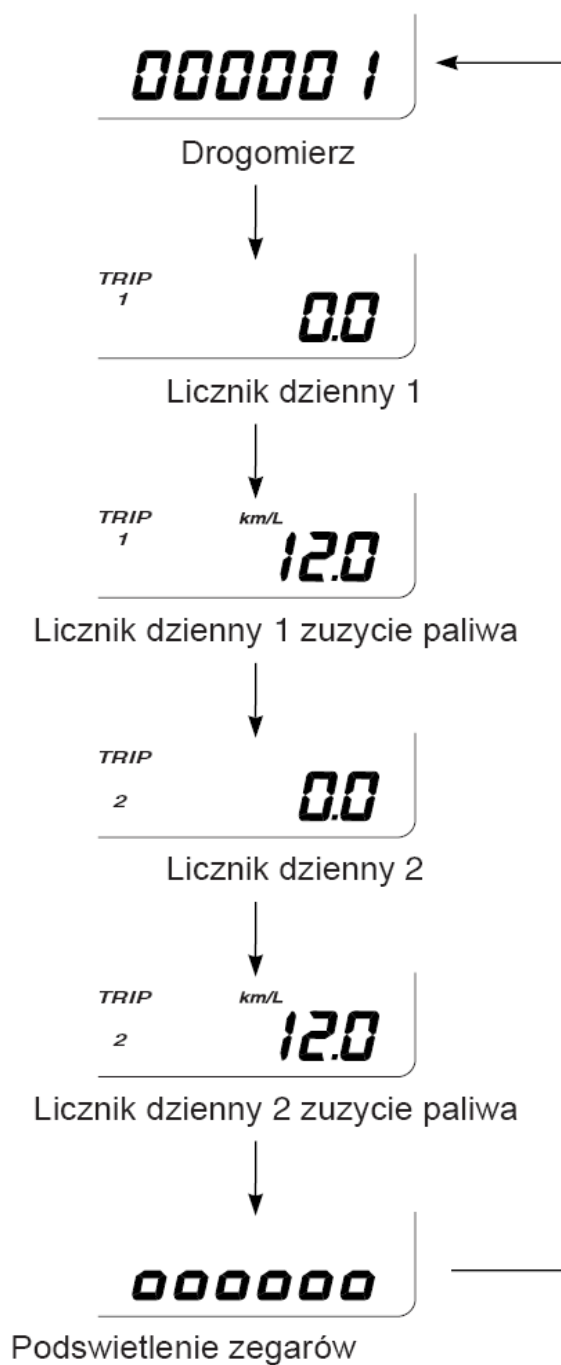 000001
Drogomierz
TRIP
1
0.0
Licznik dzienny 1
TRIP
1
km/L
12.0
Licznik dzienny 1 zuzycie paliwa
TRIP
2
0.0
Licznik dzienny 2
TRIP
2
km/L
12.0
Licznik dzienny 2 zuzycie paliwa
oooooo
Podswietlenie zegarów